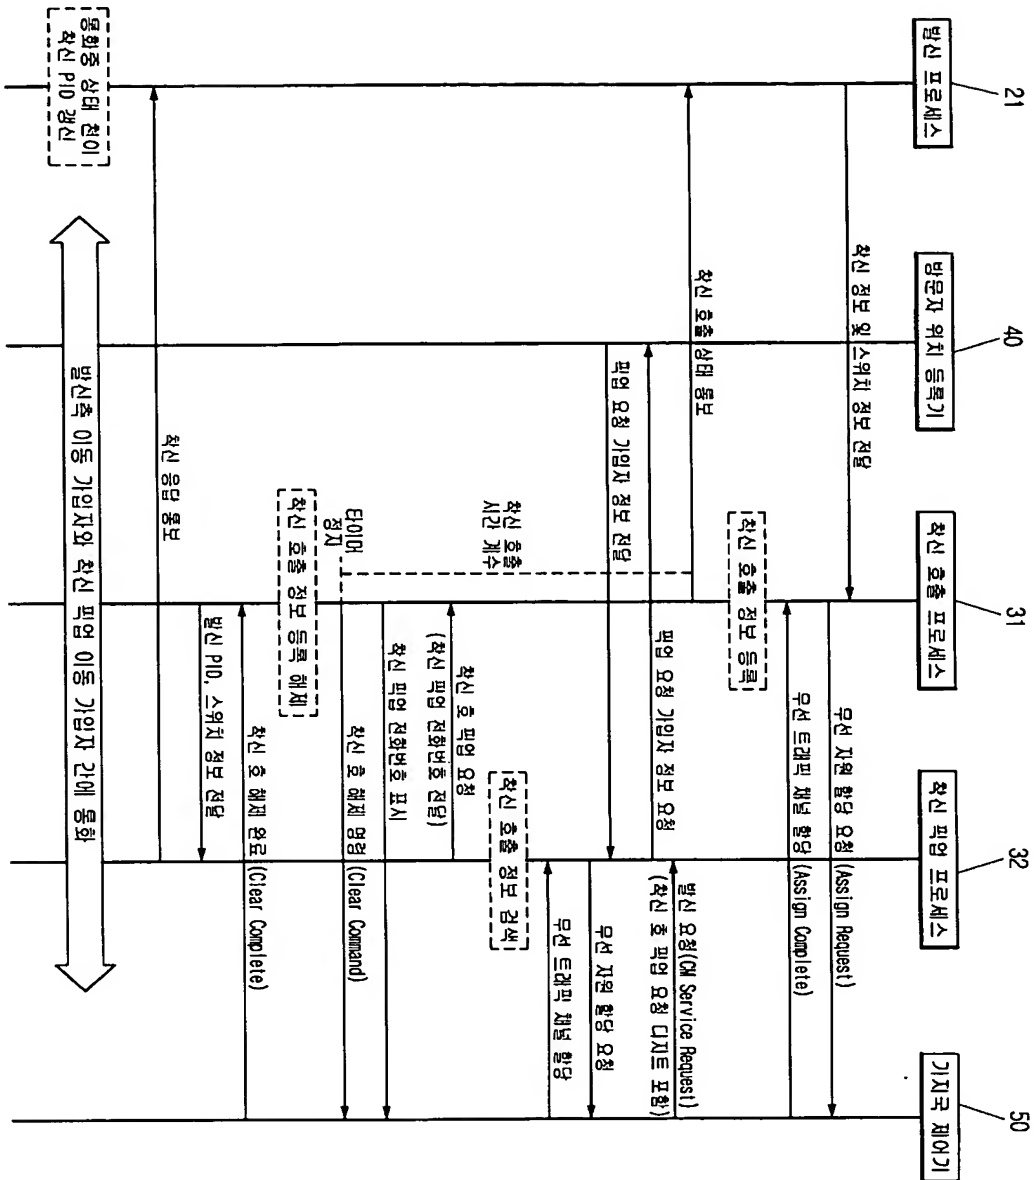 21
40
31
32
50
발신 프로세스
방문자 위치 등록기
착신 호출 프로세스
착신 픽업 프로세스
기지국 제어기
착신 정보 및 스위치 정보 전달
무선 자원 할당 요청 (Assign Request)
무선 트래픽 채널 할당 (Assign Complete)
착신 호출 정보 등록
착신 호출 상태 통보
발신 요청(CM Service Request)
(착신 호 픽업 요청 디지트 포함)
픽업 요청 가입자 정보 요청
픽업 요청 가입자 정보 전달
무선 자원 할당 요청
무선 트래픽 채널 할당
착신 호출
시간 계수
착신 호출 정보 검색
착신 호 픽업 요청
(착신 픽업 전화번호 전달)
착신 픽업 전화번호 표시
타이머
정지
착신 호 해제 명령 (Clear Command)
착신 호출 정보 등록 해제
착신 호 해제 완료 (Clear Complete)
발신 PID, 스위치 정보 전달
착신 응답 통보
발신측 이동 가입자와 착신 픽업 이동 가입자 간에 통화
통화중 상태 천이
착신 PID 갱신